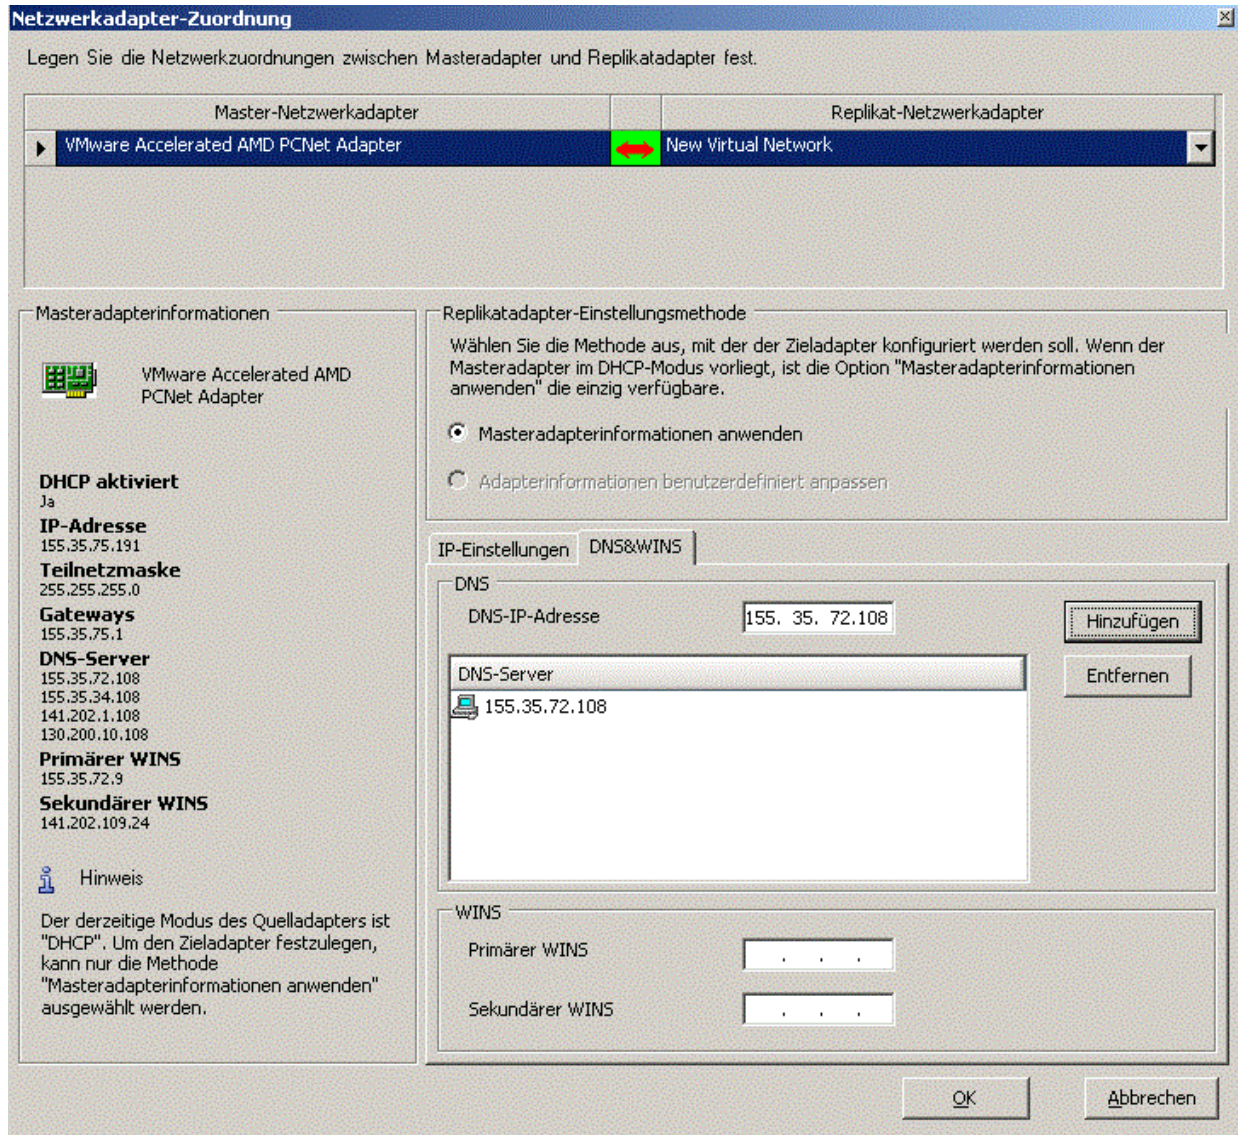 Netzwerkadapter-Zuordnung
Legen Sie die Netzwerkzuordnungen zwischen Masteradapter und Replikatadapter fest.
Master-Netzwerkadapter Replikat-Netzwerkadapter
VMware Accelerated AMD PCNet Adapter New Virtual Network
Masteradapterinformationen
VMware Accelerated AMD
PCNet Adapter
DHCP aktiviert
Ja
IP-Adresse
155.35.75.191
Teilnetzmaske
255.255.255.0
Gateways
155.35.75.1
DNS-Server
155.35.72.108
155.35.34.108
141.202.1.108
130.200.10.108
Primärer WINS
155.35.72.9
Sekundärer WINS
141.202.109.24
Hinweis
Der derzeitige Modus des Quelladapters ist
"DHCP". Um den Zieladapter festzulegen,
kann nur die Methode
"Masteradapterinformationen anwenden"
ausgewählt werden.
Replikatadapter-Einstellungsmethode
Wählen Sie die Methode aus, mit der der Zieladapter konfiguriert werden soll. Wenn der
Masteradapter im DHCP-Modus vorliegt, ist die Option "Masteradapterinformationen
anwenden" die einzig verfügbare.
Masteradapterinformationen anwenden
Adapterinformationen benutzerdefiniert anpassen
IP-Einstellungen DNS&WINS
DNS
DNS-IP-Adresse 155. 35. 72.108 Hinzufügen
DNS-Server Entfernen
155.35.72.108
WINS
Primärer WINS . . .
Sekundärer WINS . . .
OK Abbrechen